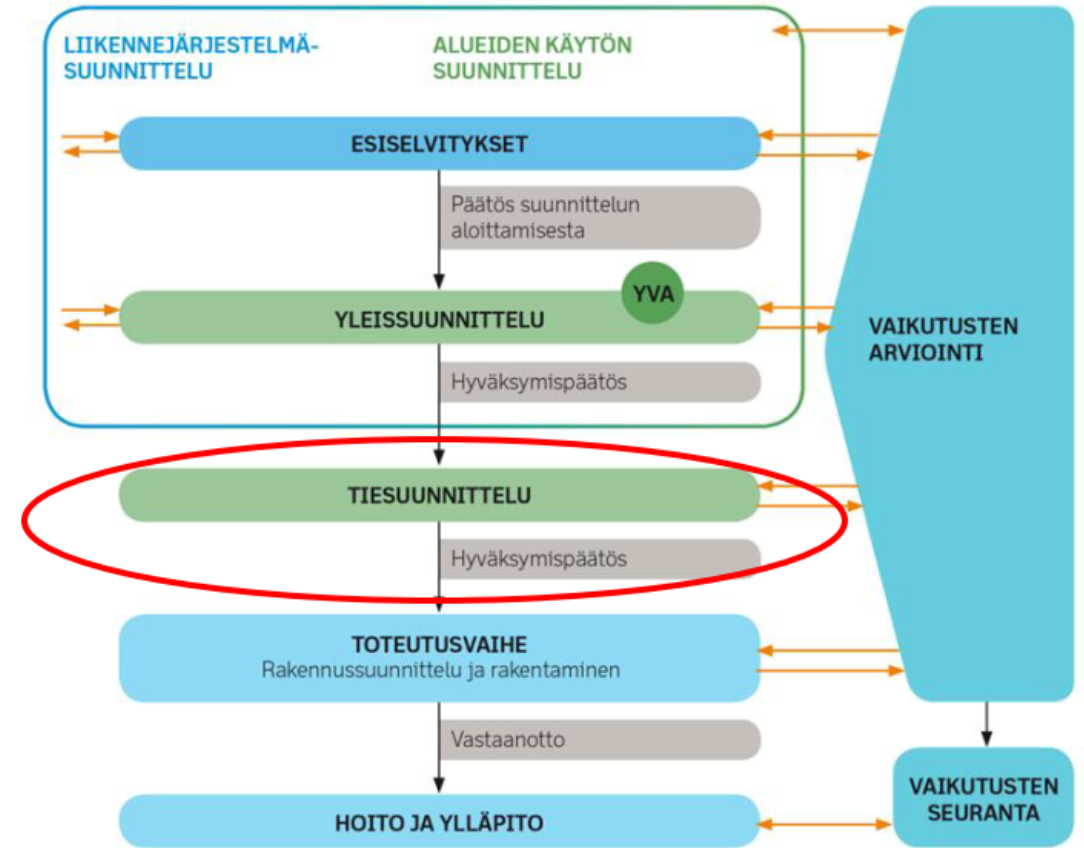 LIIKENNEJÄRJESTELMÄ-
SUUNNITTELU
ALUEIDEN KÄYTÖN
SUUNNITTELU
ESISELVITYKSET
Päätös suunnittelun
aloittamisesta
YVA
YLEISSUUNNITTELU
Hyväksymispäätös
VAIKUTUSTEN
ARVIOINTI
TIESUUNNITTELU
Hyväksymispäätös
TOTEUTUSVAIHE
Rakennussuunnittelu ja rakentaminen
Vastaanotto
HOITO JA YLLÄPITO
VAIKUTUSTEN
SEURANTA